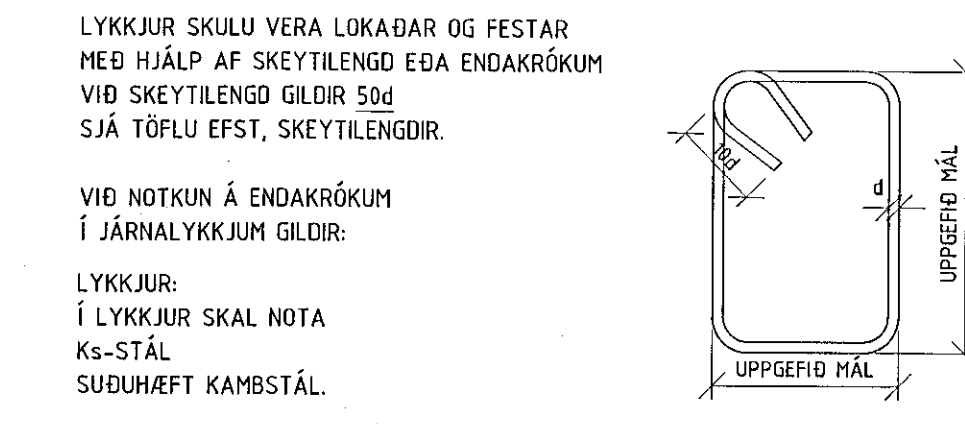 LYKKJUR SKULU VERA LOKAÐAR OG FESTAR
MEÐ HJÁLP AF SKEYTILENGD EÐA ENDAKRÓKUM
VIÐ SKEYTILENGD GILDIR 50d
SJÁ TÖFLU EFST, SKEYTILENGDIR.
VIÐ NOTKUN Á ENDAKRÓKUM
Í JÁRNALYKKJUM GILDIR:
LYKKJUR:
Í LYKKJUR SKAL NOTA
Ks-STÁL
SUÐUHÆFT KAMBSTÁL.
10d
d
UPPGEFIÐ MÁL
UPPGEFIÐ MÁL